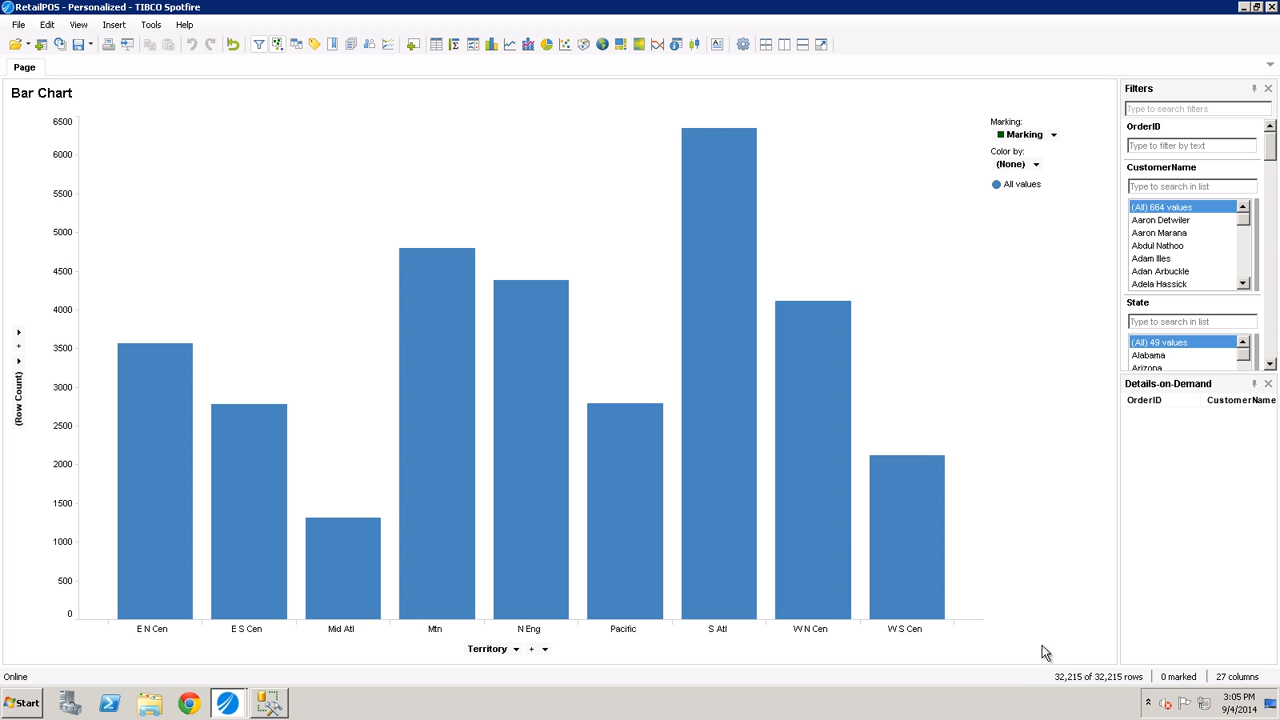 RetailPOS - Personalized - TIBCO Spotfire
File Edit View Insert Tools Help
Page
Bar Chart
6500
6000
5500
5000
4500
4000
3500
3000
2500
2000
1500
1000
500
0
(Row Count)
E N Cen E S Cen Mid Atl Mtn N Eng Pacific S Atl W N Cen W S Cen
Territory
Marking:
Marking
Color by:
(None)
All values
Filters
Type to search filters
OrderID
Type to filter by text
CustomerName
Type to search in list
(All) 664 values
Aaron Detwiler
Aaron Marana
Abdul Nathoo
Adam Illes
Adan Arbuckle
Adela Hassick
State
Type to search in list
(All) 49 values
Alabama
Arizona
Details-on-Demand
OrderID CustomerName
Online 32,215 of 32,215 rows 0 marked 27 columns
Start
3:05 PM
9/4/2014